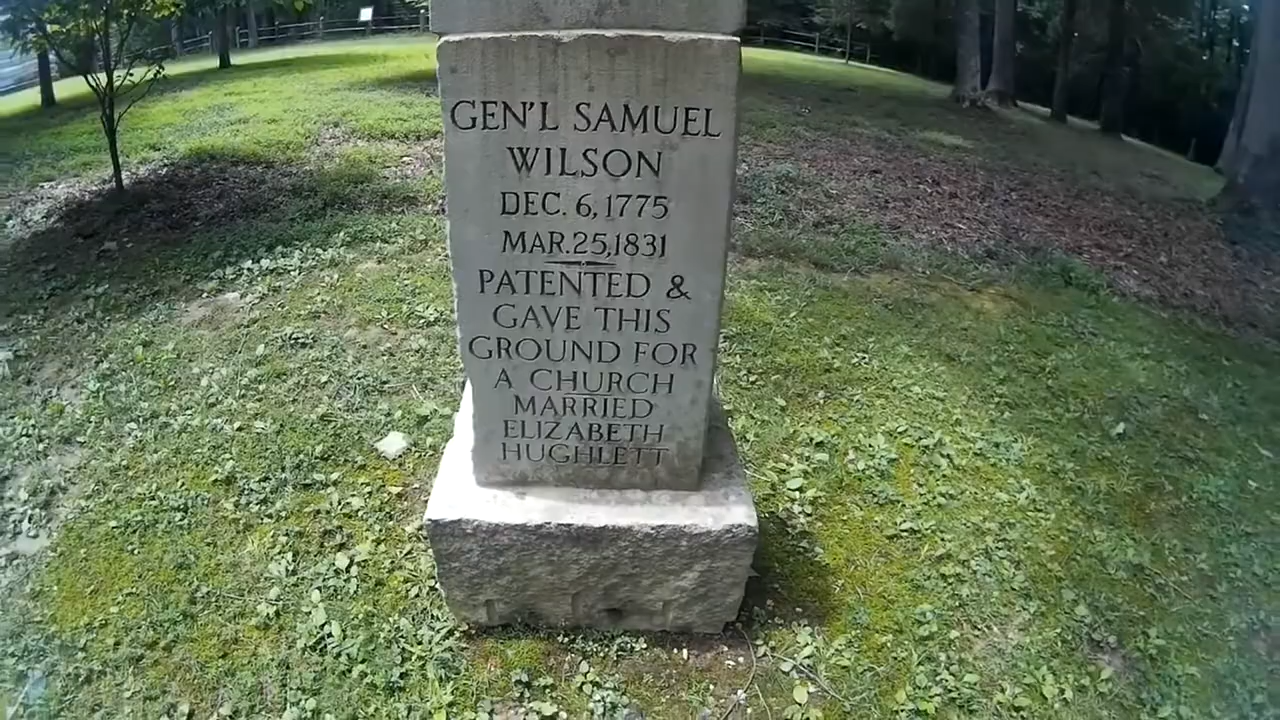 GEN'L SAMUEL
WILSON
DEC. 6, 1775
MAR. 25, 1831
PATENTED &
GAVE THIS
GROUND FOR
A CHURCH
MARRIED
ELIZABETH
HUGHLETT